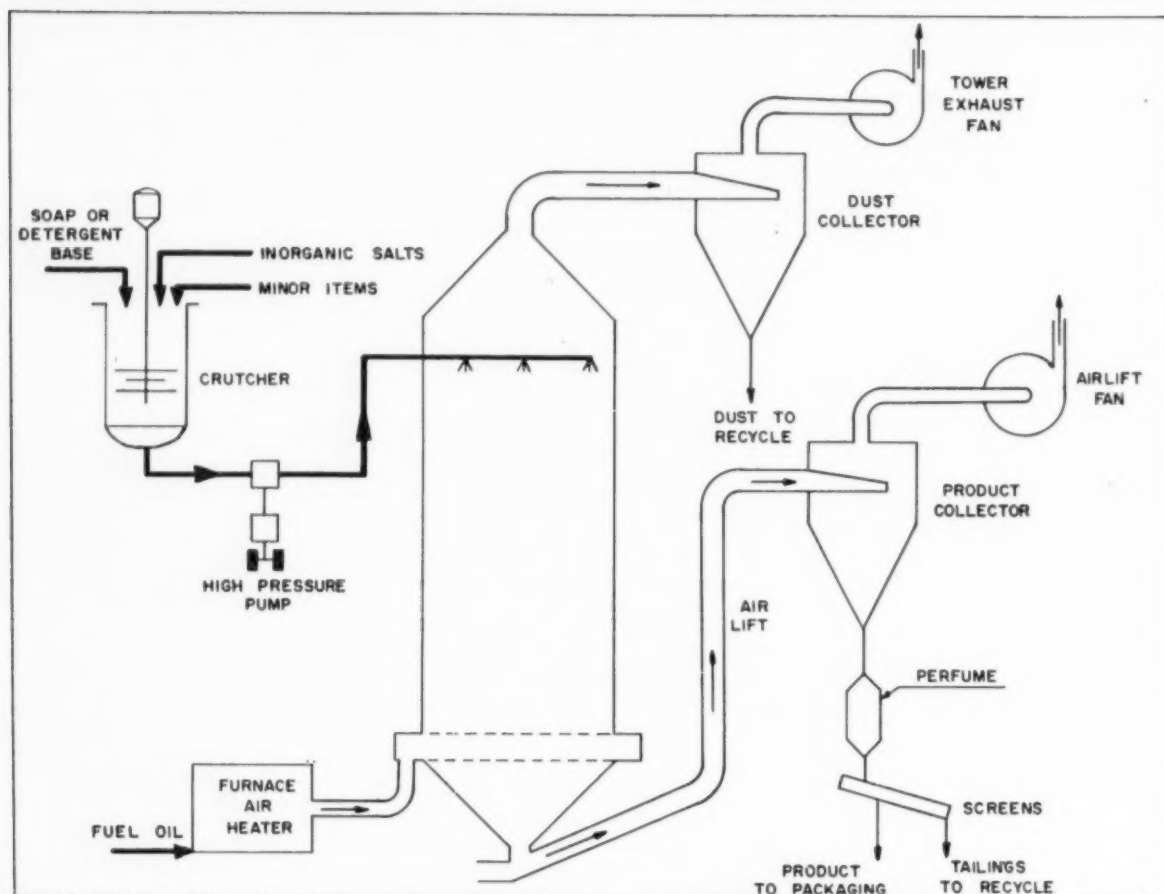 TOWER
EXHAUST
FAN
SOAP OR
DETERGENT
BASE
INORGANIC SALTS
MINOR ITEMS
DUST
COLLECTOR
CRUTCHER
AIRLIFT
FAN
DUST TO
RECYCLE
PRODUCT
COLLECTOR
HIGH PRESSURE
PUMP
AIR
LIFT
PERFUME
FURNACE
AIR
HEATER
FUEL OIL
SCREENS
PRODUCT
TO PACKAGING
TAILINGS
TO RECYCLE